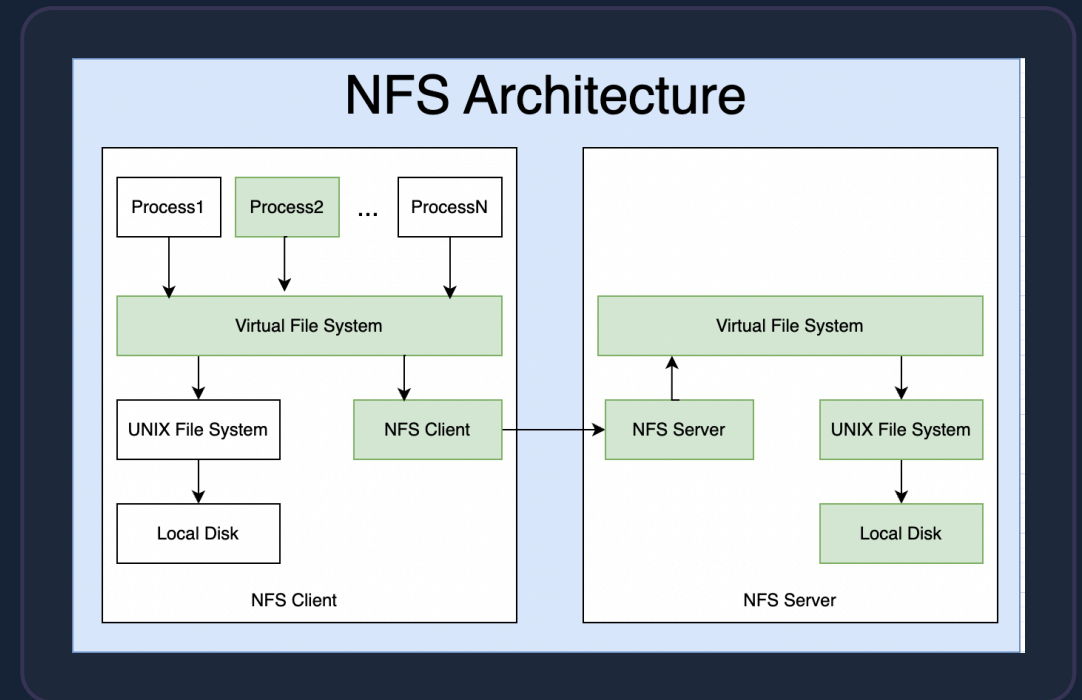 NFS Architecture
Process1
Process2
...
ProcessN
Virtual File System
UNIX File System
NFS Client
Local Disk
NFS Client
Virtual File System
NFS Server
UNIX File System
Local Disk
NFS Server